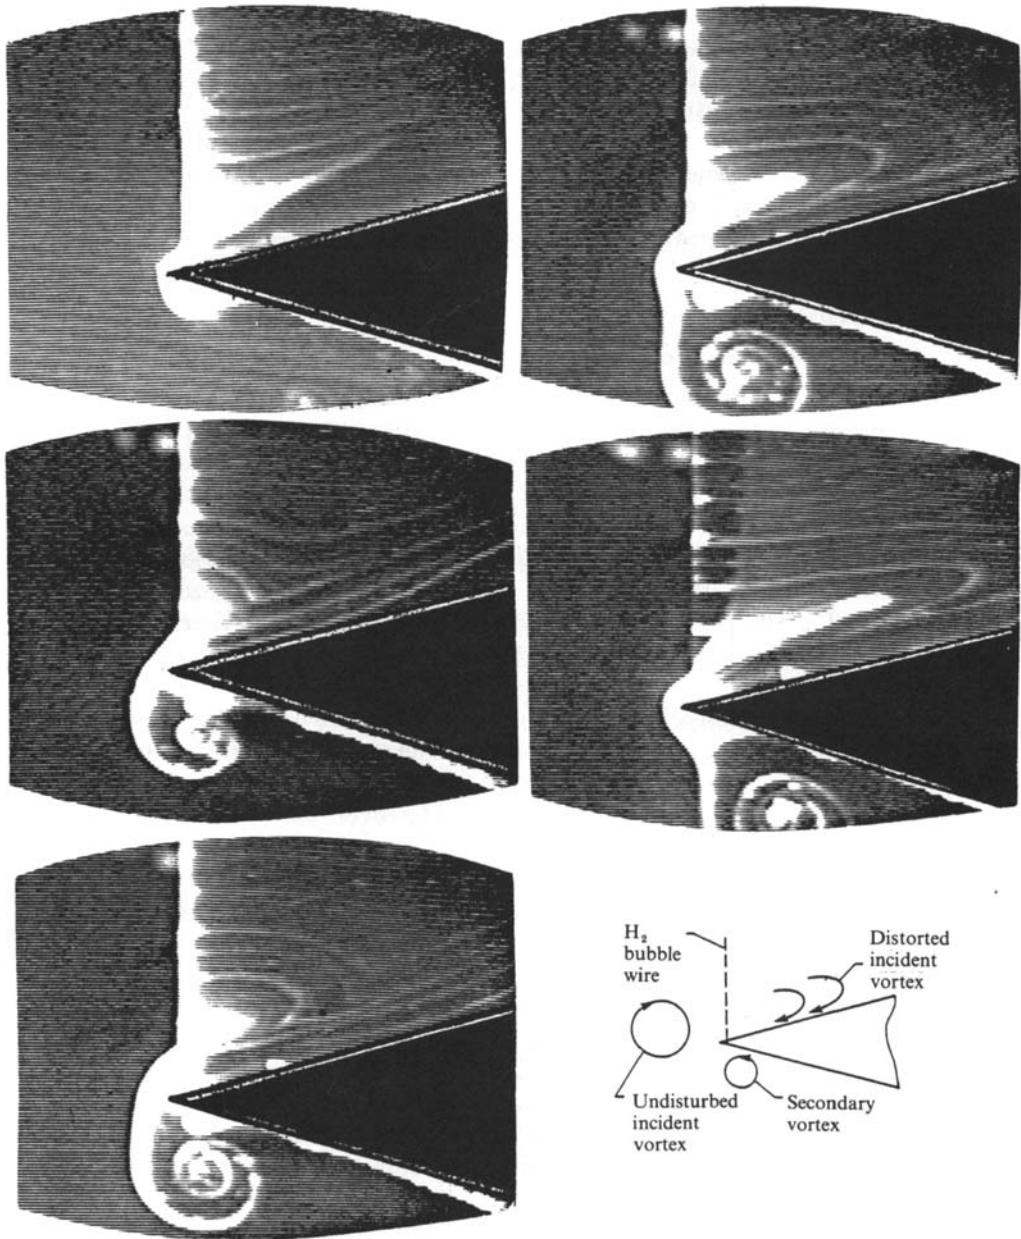 H₂
bubble
wire
Distorted
incident
vortex
Undisturbed
incident
vortex
Secondary
vortex